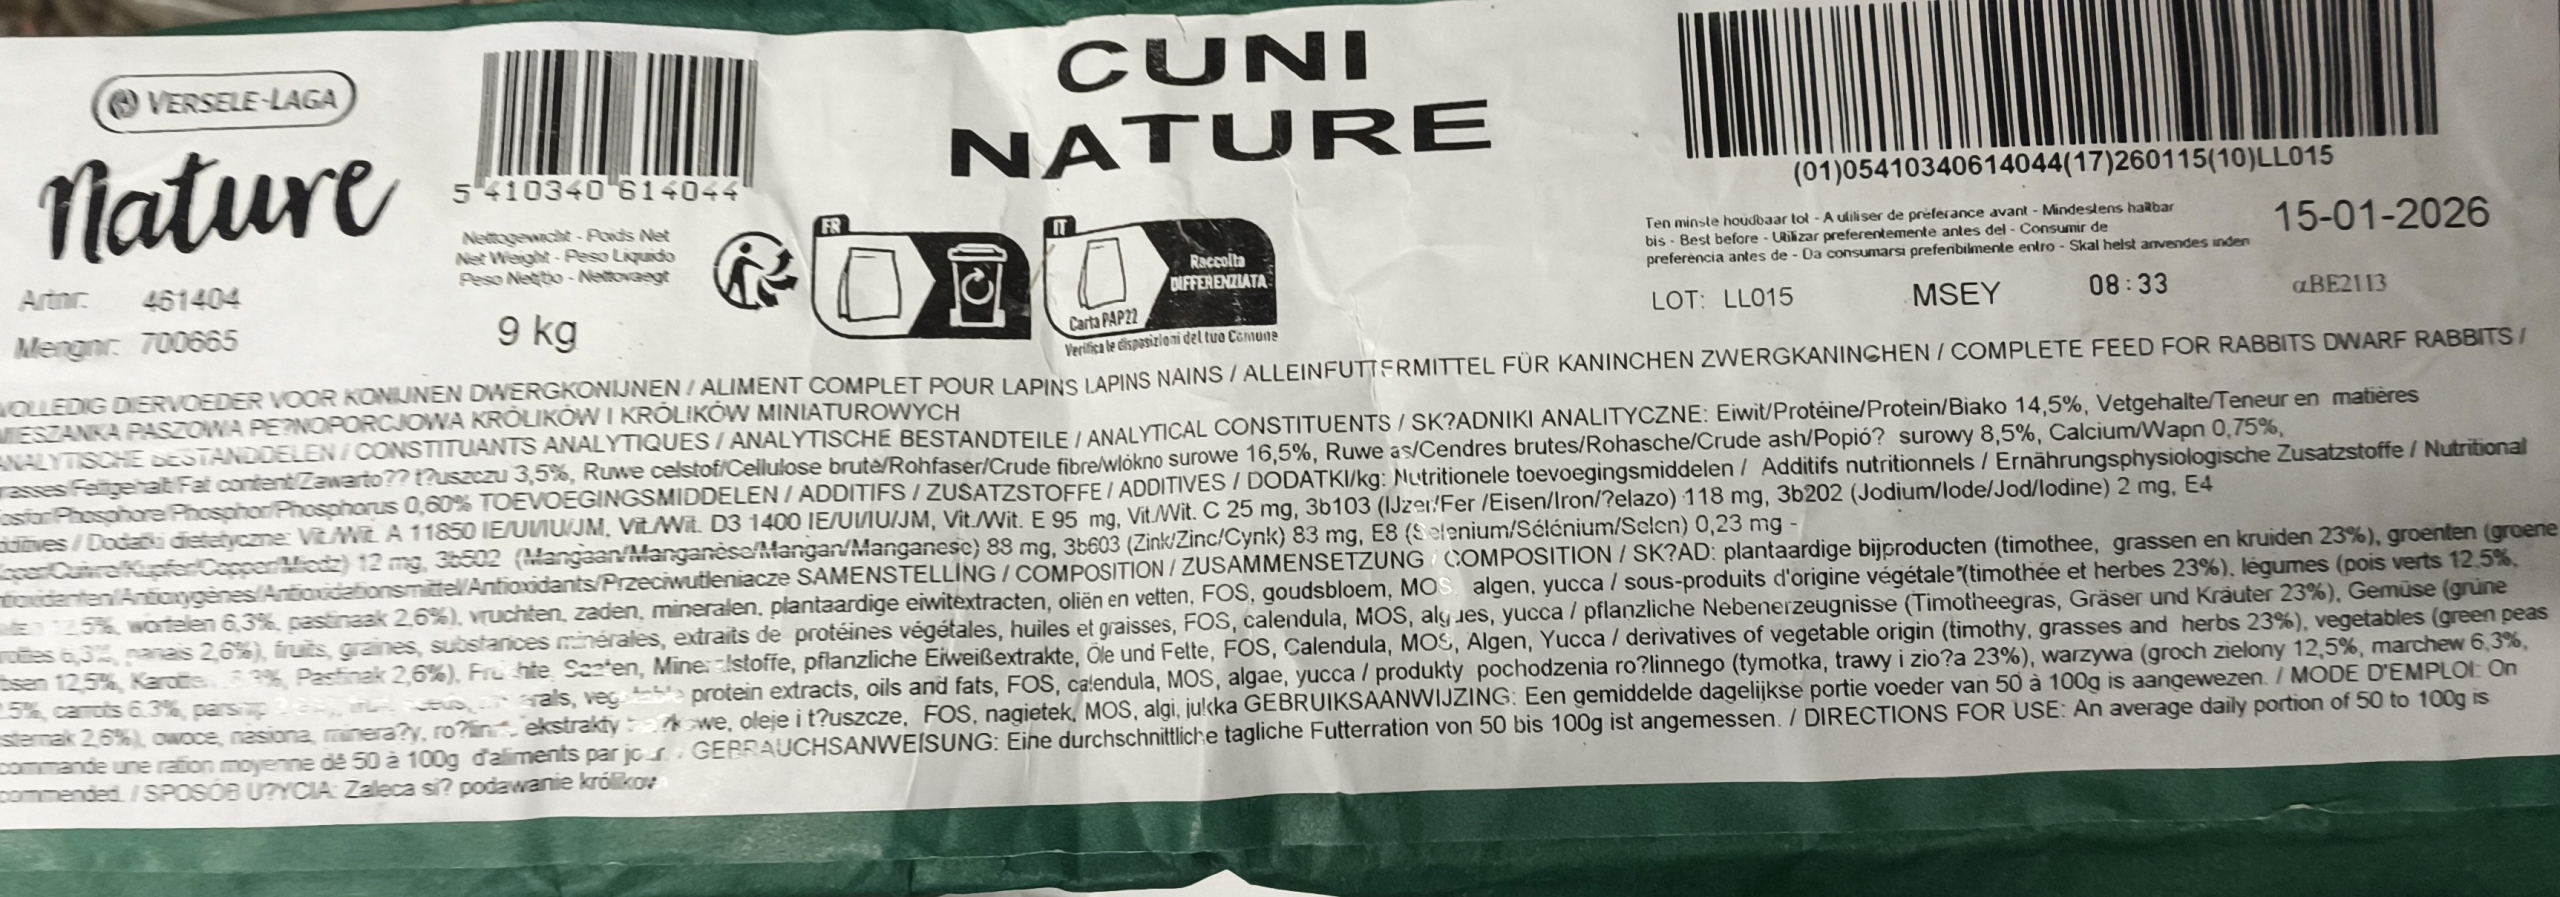 VERSELE-LAGA
Nature
Artnr: 461404
Mengnr: 700665
5 410340 614044
Nettogewicht - Poids Net
Net Weight - Peso Líquido
Peso Netto - Nettovaegt
9 kg
CUNI
NATURE
FR
IT
Carta PAP22
Raccolta
DIFFERENZIATA
Verifica le disposizioni del tuo Comune
(01)05410340614044(17)260115(10)LL015
Ten minste houdbaar tot - A utiliser de préférance avant - Mindestens haltbar
bis - Best before - Utilizar preferentemente antes del - Consumir de
preferência antes de - Da consumarsi preferibilmente entro - Skal helst anvendes inden
15-01-2026
LOT: LL015 MSEY 08:33 αBE2113
VOLLEDIG DIERVOEDER VOOR KONIJNEN DWERGKONIJNEN / ALIMENT COMPLET POUR LAPINS LAPINS NAINS / ALLEINFUTTERMITTEL FÜR KANINCHEN ZWERGKANINCHEN / COMPLETE FEED FOR RABBITS DWARF RABBITS /
MIESZANKA PASZOWA PE?NOPORCJOWA KRÓLIKÓW I KRÓLIKÓW MINIATUROWYCH
ANALYTISCHE BESTANDDELEN / CONSTITUANTS ANALYTIQUES / ANALYTISCHE BESTANDTEILE / ANALYTICAL CONSTITUENTS / SK?ADNIKI ANALITYCZNE: Eiwit/Protéine/Protein/Biako 14,5%, Vetgehalte/Teneur en matières
grasses/Fettgehalt/Fat content/Zawarto?? t?uszczu 3,5%, Ruwe celstof/Cellulose brute/Rohfaser/Crude fibre/wlókno surowe 16,5%, Ruwe as/Cendres brutes/Rohasche/Crude ash/Popió? surowy 8,5%, Calcium/Wapn 0,75%,
/Phosphore/Phosphor/Phosphorus 0,60% TOEVOEGINGSMIDDELEN / ADDITIFS / ZUSATZSTOFFE / ADDITIVES / DODATKI/kg: Nutritionele toevoegingsmiddelen / Additifs nutritionnels / Ernährungsphysiologische Zusatzstoffe / Nutritional
additives / Dodatki dietetyczne: Vit./Wit. A 11850 IE/UI/IU/JM, Vit./Wit. D3 1400 IE/UI/IU/JM, Vit./Wit. E 95 mg, Vit./Wit. C 25 mg, 3b103 (IJzer/Fer /Eisen/Iron/?elazo) 118 mg, 3b202 (Jodium/Iode/Jod/Iodine) 2 mg, E4
/Cuivre/Kupfer/Copper/Miedz) 12 mg, 3b502 (Mangaan/Manganèse/Mangan/Manganese) 88 mg, 3b603 (Zink/Zinc/Cynk) 83 mg, E8 (Selenium/Sélénium/Selen) 0,23 mg -
/Antioxygènes/Antioxidationsmittel/Antioxidants/Przeciwutleniacze SAMENSTELLING / COMPOSITION / ZUSAMMENSETZUNG / COMPOSITION / SK?AD: plantaardige bijproducten (timothee, grassen en kruiden 23%), groenten (groene
wortelen 6,3%, pastinaak 2,6%), vruchten, zaden, mineralen, plantaardige eiwitextracten, oliën en vetten, FOS, goudsbloem, MOS, algen, yucca / sous-produits d'origine végétale (timothée et herbes 23%), légumes (pois verts 12,5%,
6,3%, panais 2,6%), fruits, graines, substances minérales, extraits de protéines végétales, huiles et graisses, FOS, calendula, MOS, algues, yucca / pflanzliche Nebenerzeugnisse (Timotheegras, Gräser und Kräuter 23%), Gemüse (grüne
12,5%, Karotten 6,3%, Pastinak 2,6%), Früchte, Saaten, Mineralstoffe, pflanzliche Eiweißextrakte, Öle und Fette, FOS, Calendula, MOS, Algen, Yucca / derivatives of vegetable origin (timothy, grasses and herbs 23%), vegetables (green peas
carrots 6.3%, parsnip protein extracts, oils and fats, FOS, calendula, MOS, algae, yucca / produkty pochodzenia ro?linnego (tymotka, trawy i zio?a 23%), warzywa (groch zielony 12,5%, marchew 6,3%,
2,6%), owoce, nasiona, minera?y, ekstrakty oleje i t?uszcze, FOS, nagietek, MOS, algi, jukka GEBRUIKSAANWIJZING: Een gemiddelde dagelijkse portie voeder van 50 à 100g is aangewezen. / MODE D'EMPLOI: On
une ration moyenne de 50 à 100g d'aliments par jour. / GEBRAUCHSANWEISUNG: Eine durchschnittliche tagliche Futterration von 50 bis 100g ist angemessen. / DIRECTIONS FOR USE: An average daily portion of 50 to 100g is
/ SPOSÓB U?YCIA: Zaleca si? podawanie królikow